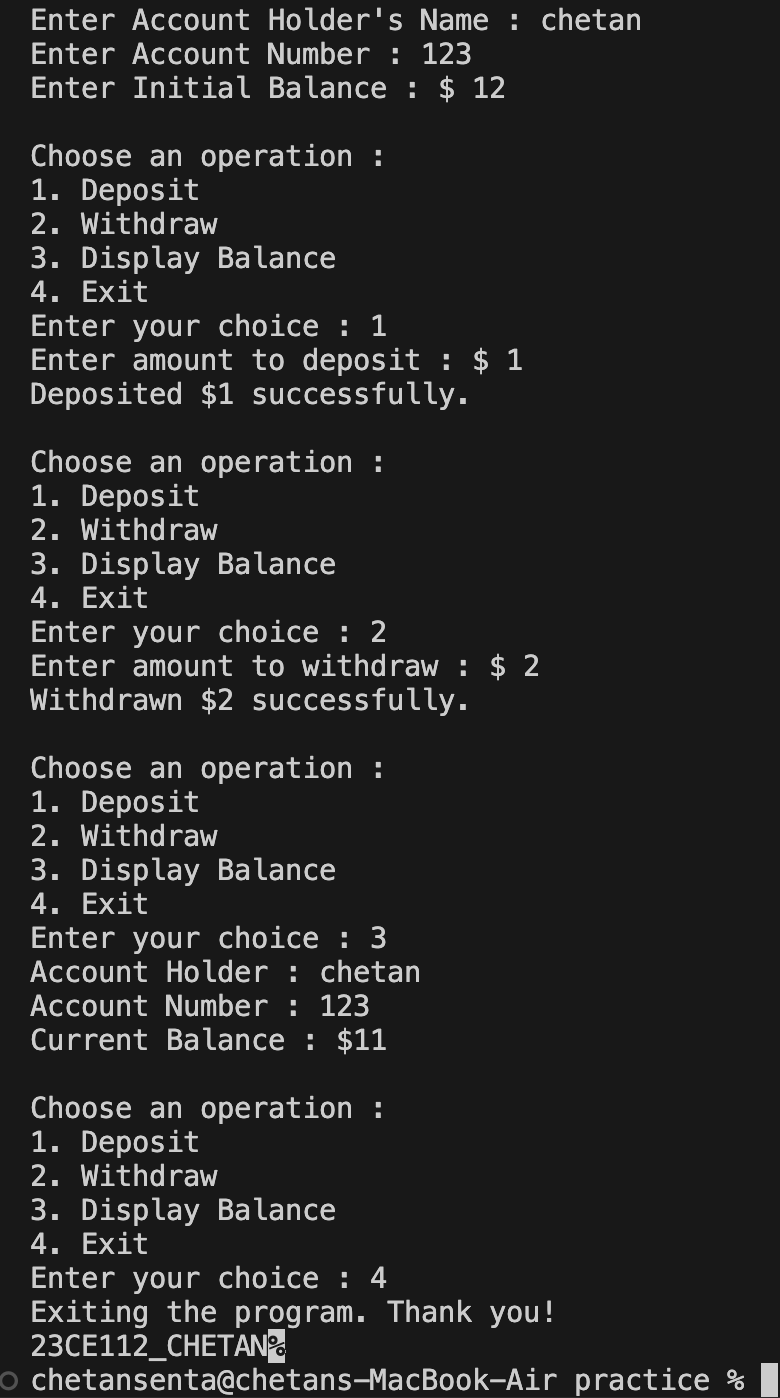 Enter Account Holder's Name : chetan
Enter Account Number : 123
Enter Initial Balance : $ 12

Choose an operation :
1. Deposit
2. Withdraw
3. Display Balance
4. Exit
Enter your choice : 1
Enter amount to deposit : $ 1
Deposited $1 successfully.

Choose an operation :
1. Deposit
2. Withdraw
3. Display Balance
4. Exit
Enter your choice : 2
Enter amount to withdraw : $ 2
Withdrawn $2 successfully.

Choose an operation :
1. Deposit
2. Withdraw
3. Display Balance
4. Exit
Enter your choice : 3
Account Holder : chetan
Account Number : 123
Current Balance : $11

Choose an operation :
1. Deposit
2. Withdraw
3. Display Balance
4. Exit
Enter your choice : 4
Exiting the program. Thank you!
23CE112_CHETAN%
chetansenta@chetans-MacBook-Air practice %